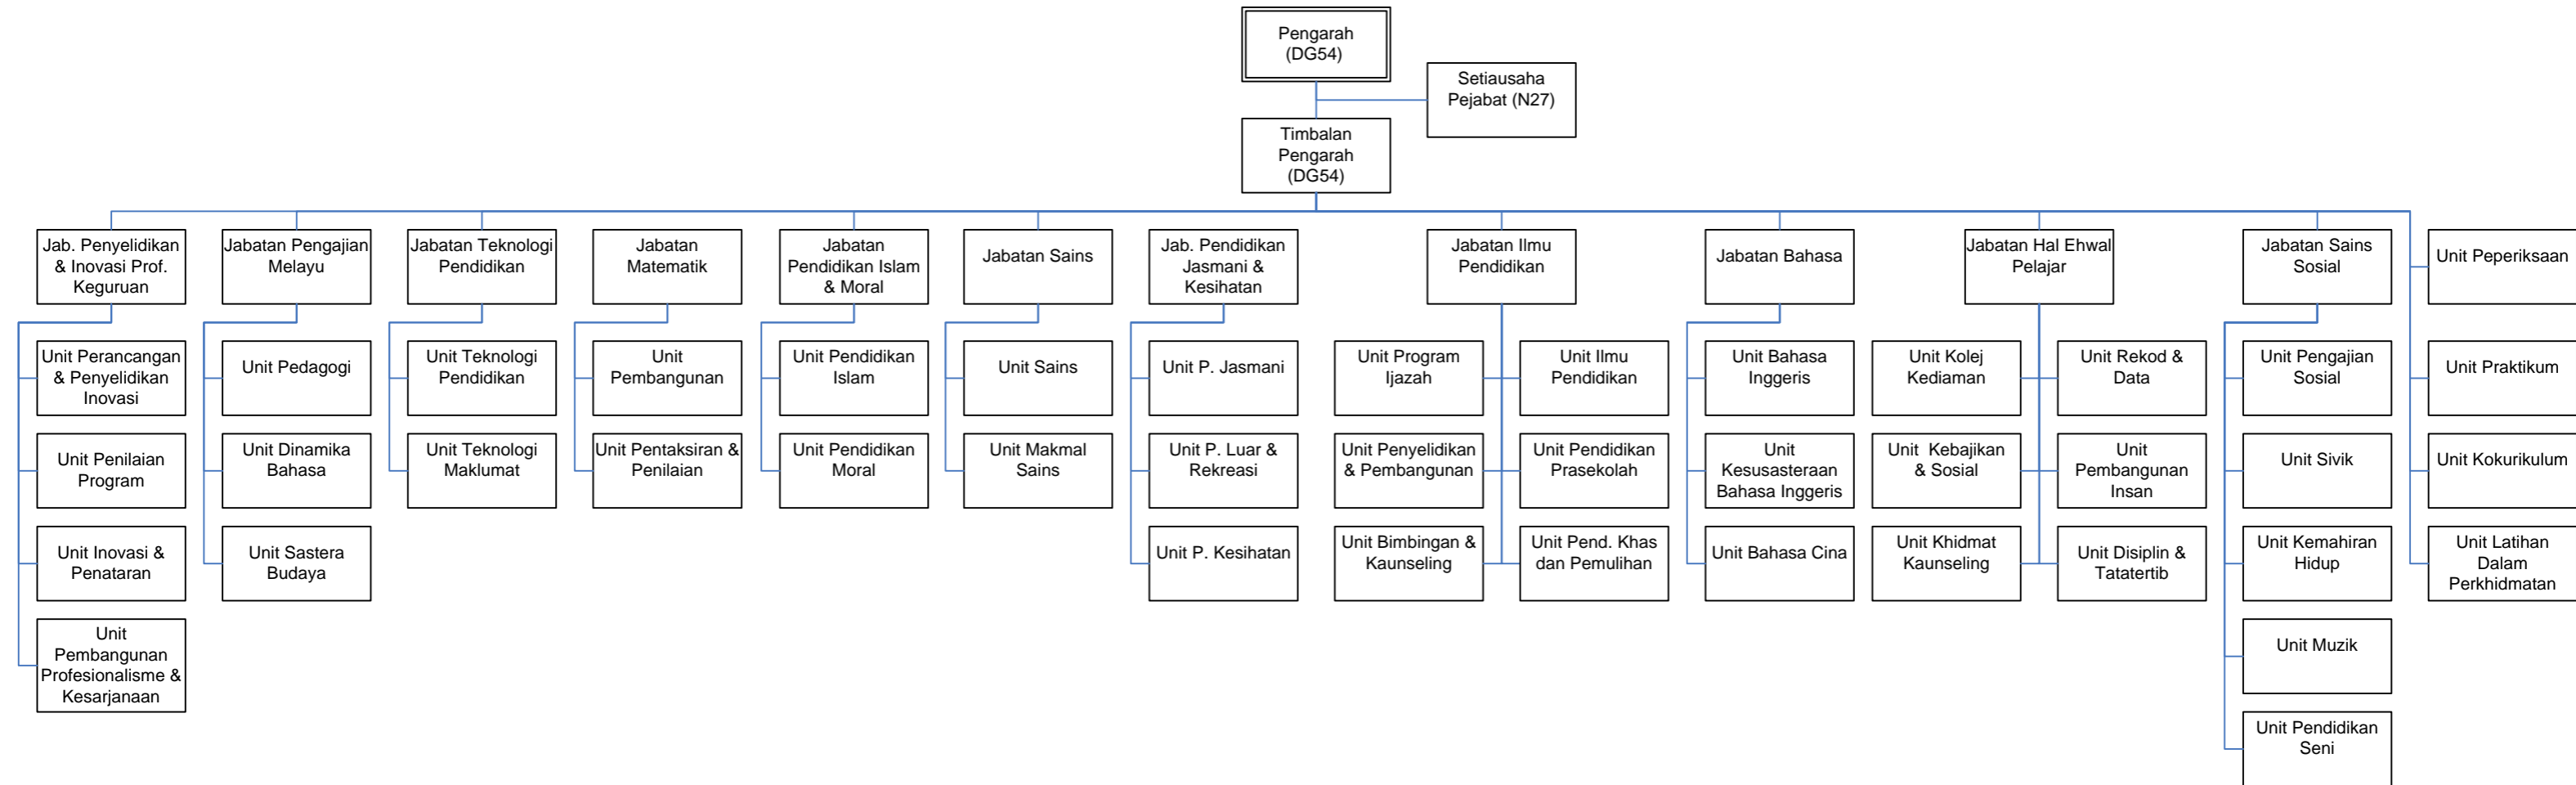 Pengarah
(DG54)
Setiausaha
Pejabat (N27)
Timbalan
Pengarah
(DG54)
Jab. Penyelidikan
& Inovasi Prof.
Keguruan
Jabatan Pengajian
Melayu
Jabatan Teknologi
Pendidikan
Jabatan
Matematik
Jabatan
Pendidikan Islam
& Moral
Jabatan Sains
Jab. Pendidikan
Jasmani &
Kesihatan
Jabatan Ilmu
Pendidikan
Jabatan Bahasa
Jabatan Hal Ehwal
Pelajar
Jabatan Sains
Sosial
Unit Peperiksaan
Unit Perancangan
& Penyelidikan
Inovasi
Unit Pedagogi
Unit Teknologi
Pendidikan
Unit
Pembangunan
Unit Pendidikan
Islam
Unit Sains
Unit P. Jasmani
Unit Program
Ijazah
Unit Ilmu
Pendidikan
Unit Bahasa
Inggeris
Unit Kolej
Kediaman
Unit Rekod &
Data
Unit Pengajian
Sosial
Unit Praktikum
Unit Penilaian
Program
Unit Dinamika
Bahasa
Unit Teknologi
Maklumat
Unit Pentaksiran &
Penilaian
Unit Pendidikan
Moral
Unit Makmal
Sains
Unit P. Luar &
Rekreasi
Unit Penyelidikan
& Pembangunan
Unit Pendidikan
Prasekolah
Unit
Kesusasteraan
Bahasa Inggeris
Unit  Kebajikan
& Sosial
Unit
Pembangunan
Insan
Unit Sivik
Unit Kokurikulum
Unit Inovasi &
Penataran
Unit Sastera
Budaya
Unit P. Kesihatan
Unit Bimbingan &
Kaunseling
Unit Pend. Khas
dan Pemulihan
Unit Bahasa Cina
Unit Khidmat
Kaunseling
Unit Disiplin &
Tatatertib
Unit Kemahiran
Hidup
Unit Latihan
Dalam
Perkhidmatan
Unit
Pembangunan
Profesionalisme &
Kesarjanaan
Unit Muzik
Unit Pendidikan
Seni